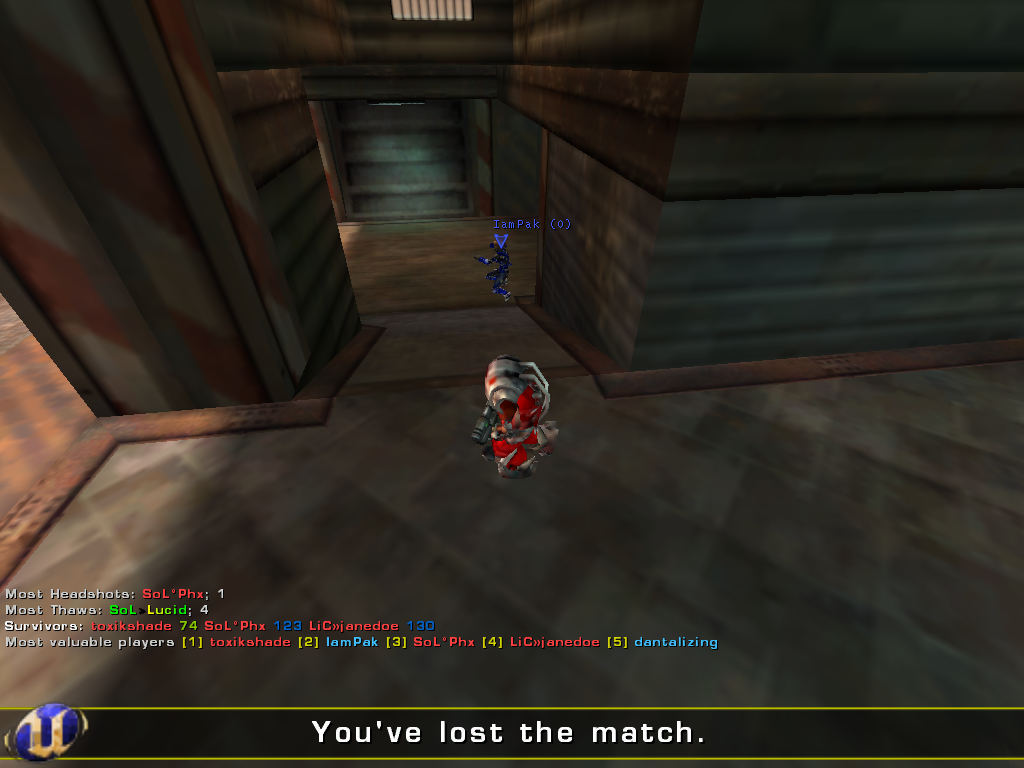 IamPak (0)
Most Headshots: SoL°Phx; 1
Most Thaws: SoL>Lucid; 4
Survivors: toxikshade 74 SoL°Phx 123 LiC»janedoe 130
Most valuable players [1] toxikshade [2] IamPak [3] SoL°Phx [4] LiC»janedoe [5] dantalizing
You've lost the match.